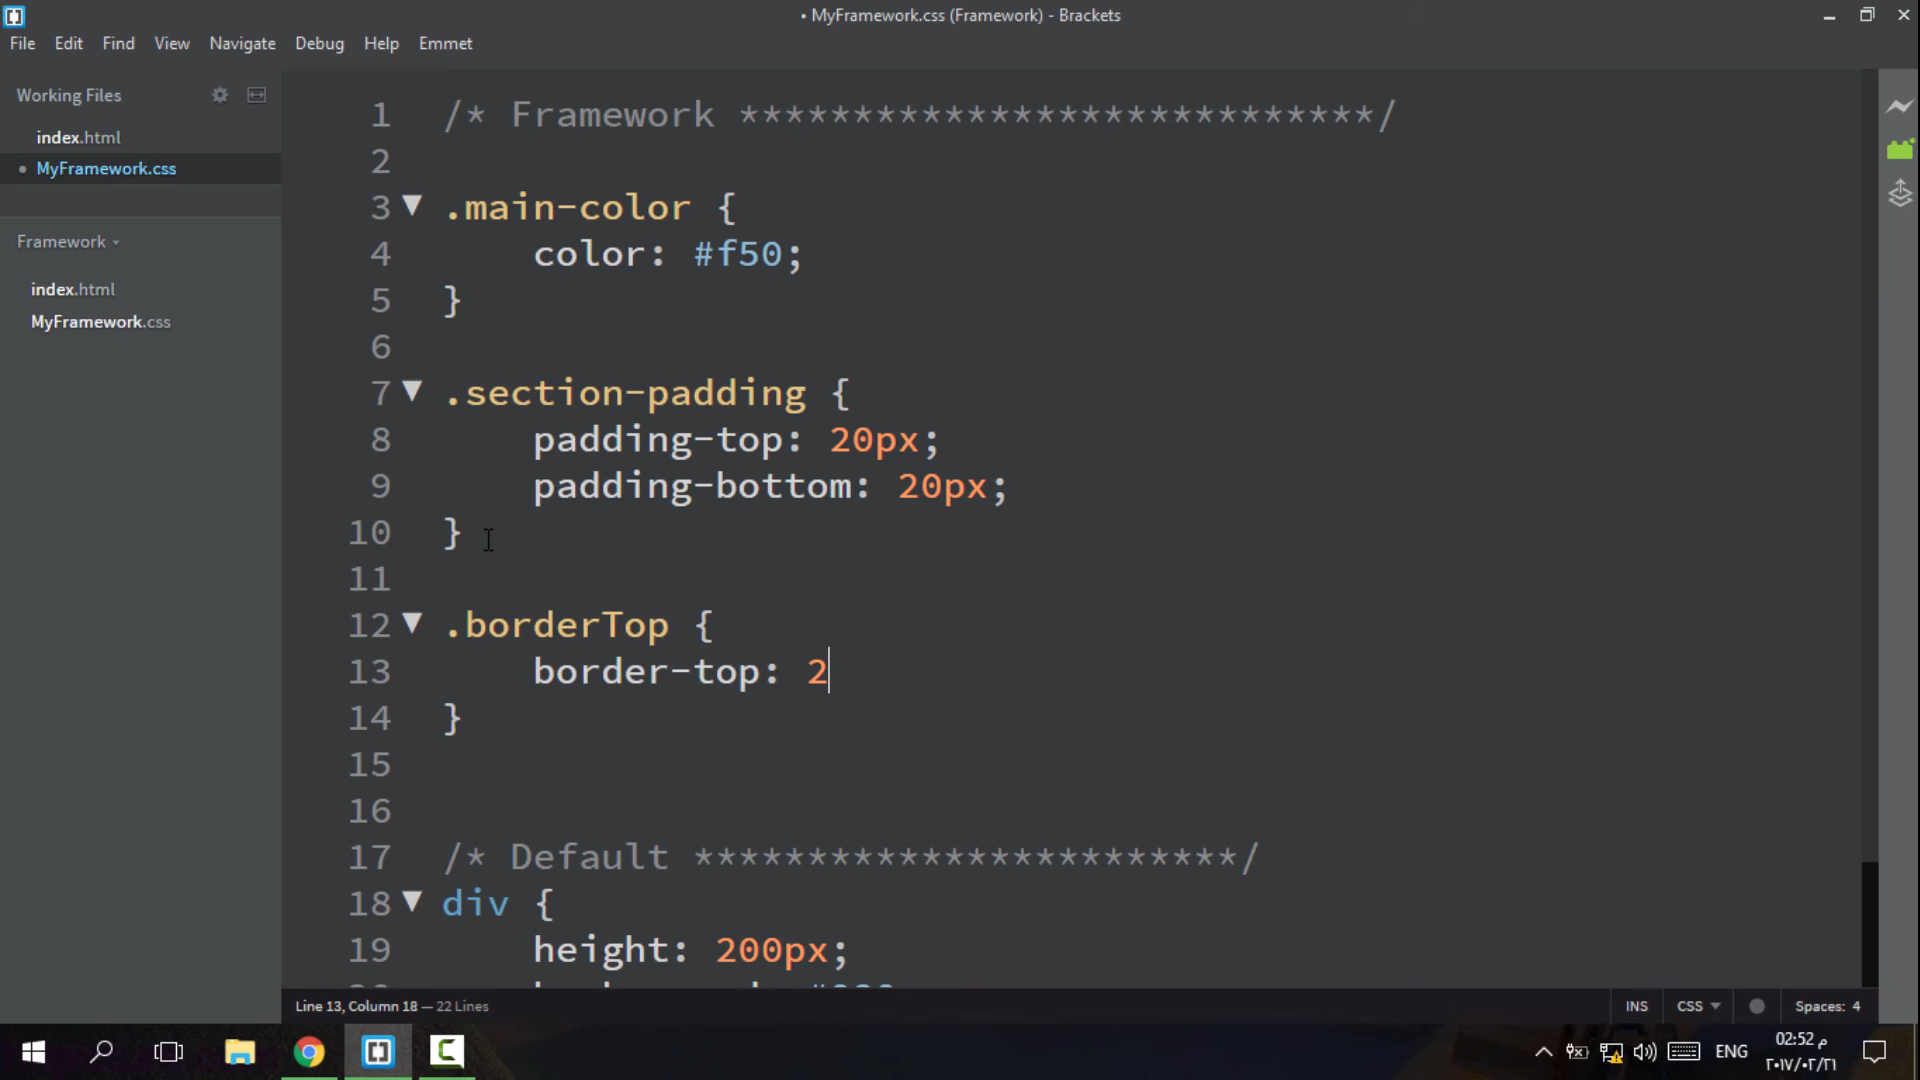 • MyFramework.css (Framework) - Brackets
File Edit Find View Navigate Debug Help Emmet
Working Files
index.html
• MyFramework.css
Framework
index.html
MyFramework.css
1 /* Framework ****************************/
2
3 .main-color {
4 color: #f50;
5 }
6
7 .section-padding {
8 padding-top: 20px;
9 padding-bottom: 20px;
10 }
11
12 .borderTop {
13 border-top: 2
14 }
15
16
17 /* Default ************************/
18 div {
19 height: 200px;
Line 13, Column 18 — 22 Lines
INS CSS Spaces: 4
ENG
02:52 م
٢٠١٧/٠٢/٢١